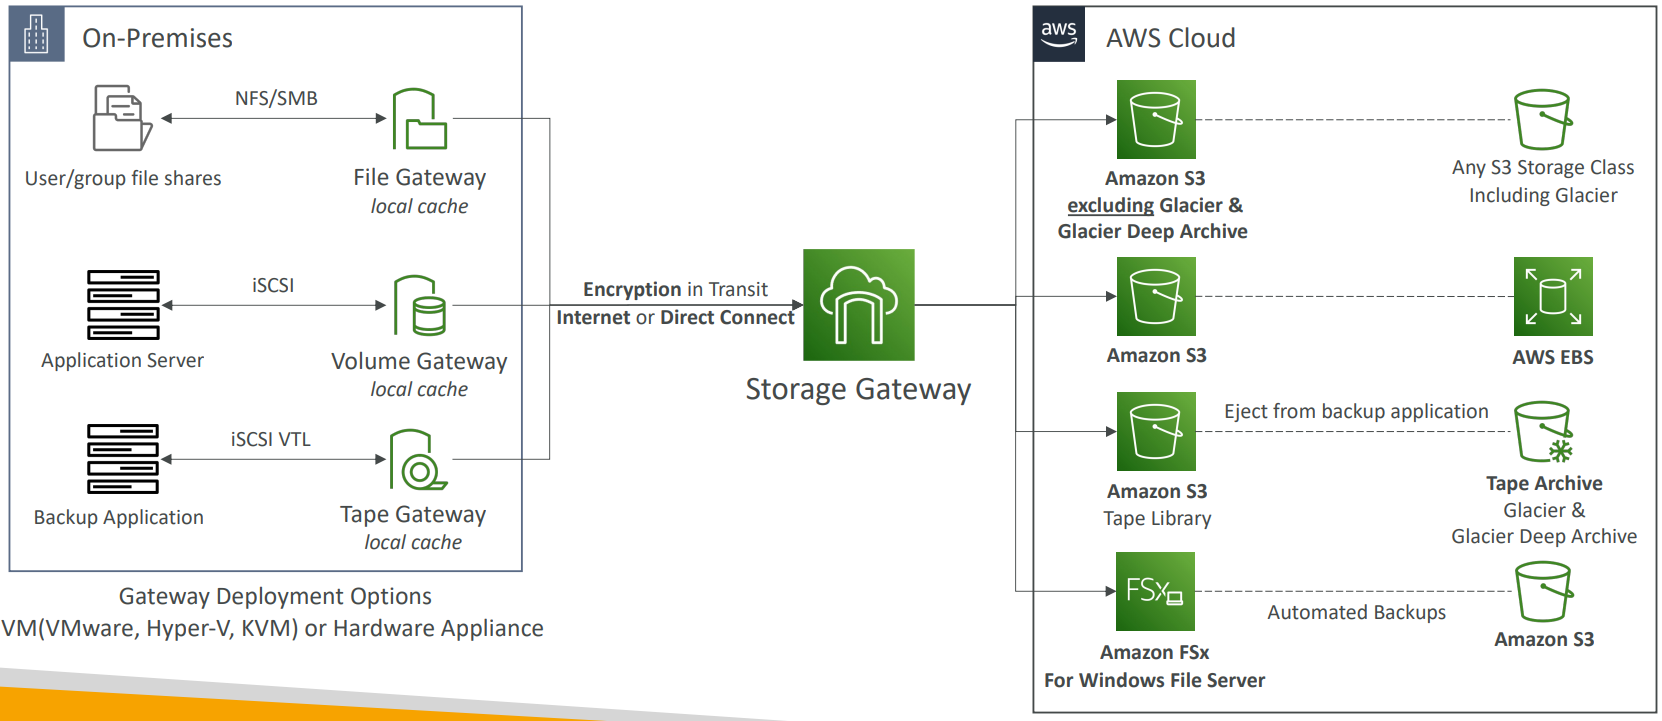 On-Premises
NFS/SMB
User/group file shares
File Gateway
local cache
iSCSI
Application Server
Volume Gateway
local cache
iSCSI VTL
Backup Application
Tape Gateway
local cache
Gateway Deployment Options
VM(VMware, Hyper-V, KVM) or Hardware Appliance
Encryption in Transit
Internet or Direct Connect
Storage Gateway
aws
AWS Cloud
Amazon S3
excluding Glacier &
Glacier Deep Archive
Any S3 Storage Class
Including Glacier
Amazon S3
AWS EBS
Amazon S3
Tape Library
Eject from backup application
Tape Archive
Glacier &
Glacier Deep Archive
FSx
Amazon FSx
For Windows File Server
Automated Backups
Amazon S3